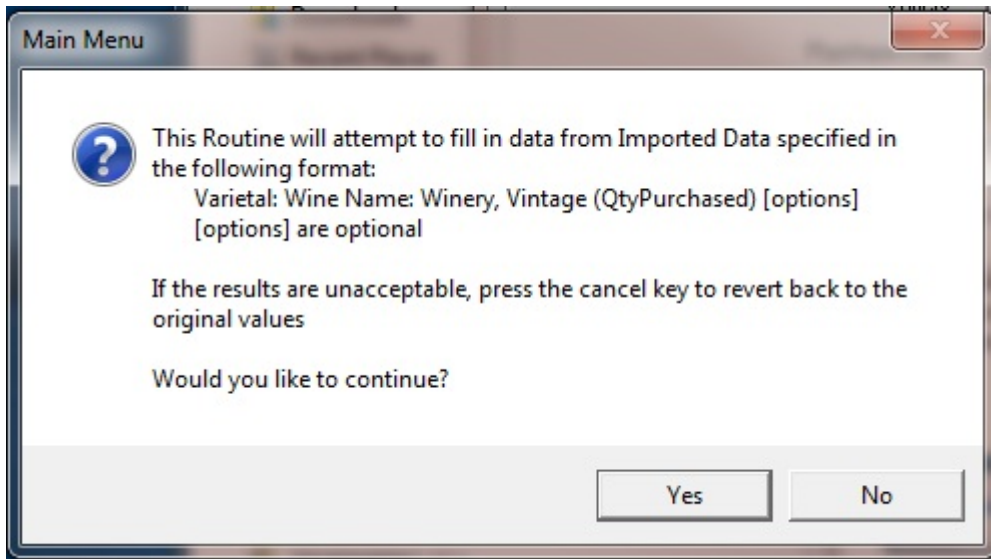 Main Menu
This Routine will attempt to fill in data from Imported Data specified in
the following format:
Varietal: Wine Name: Winery, Vintage (QtyPurchased) [options]
[options] are optional
If the results are unacceptable, press the cancel key to revert back to the
original values
Would you like to continue?
Yes
No